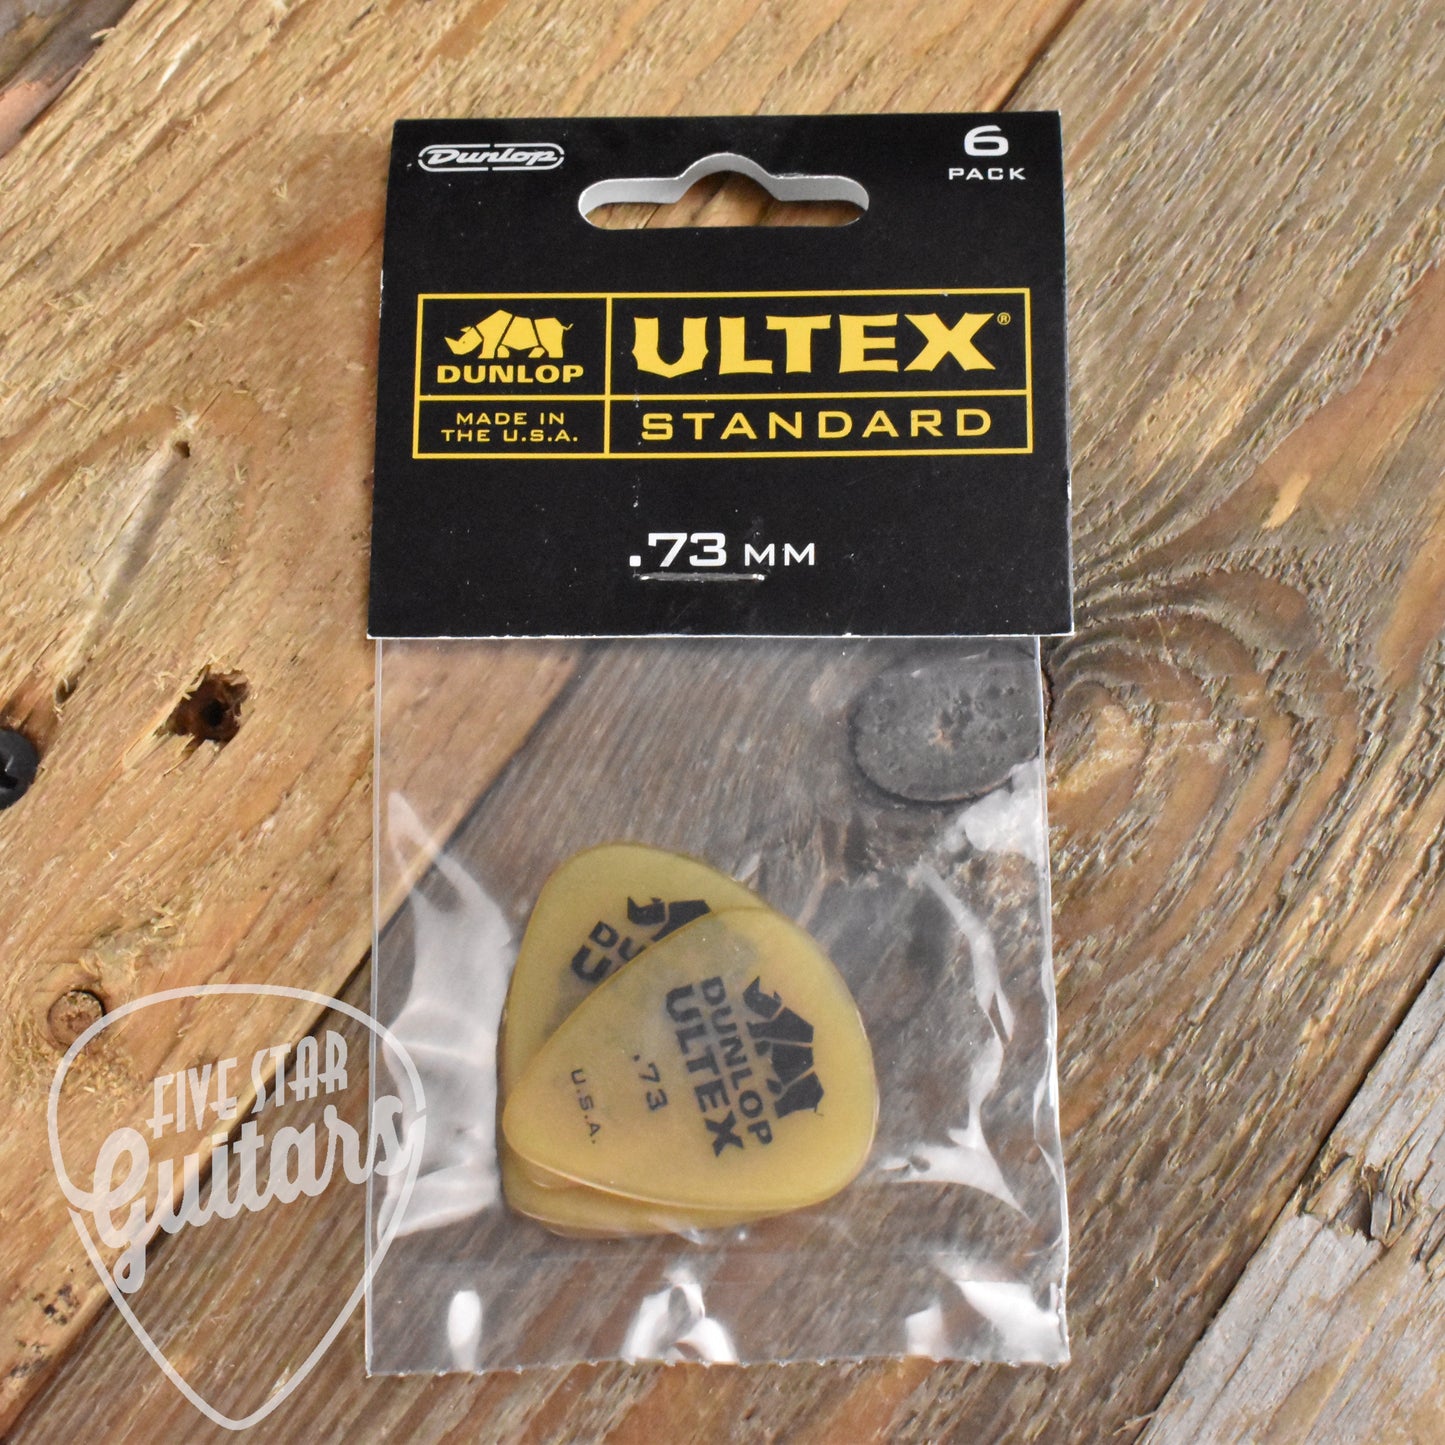 Dunlop
6
PACK
DUNLOP
ULTEX®
MADE IN
THE U.S.A.
STANDARD
.73 MM
DUNLOP
ULTEX
.73
U.S.A.
FIVE STAR
Guitars